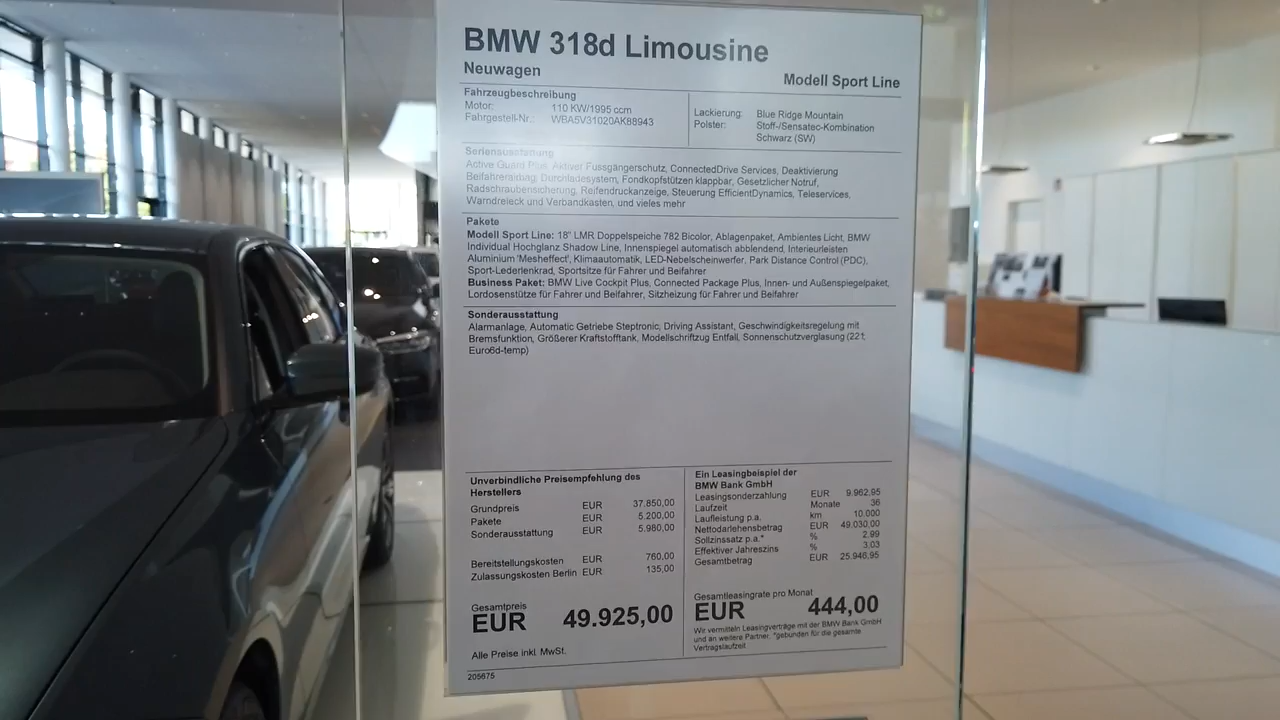 BMW 318d Limousine
Neuwagen
Modell Sport Line
Fahrzeugbeschreibung
Motor: 110 KW/1995 ccm
Fahrgestell-Nr.: WBA5V31020AK88943
Lackierung: Blue Ridge Mountain
Polster: Stoff-/Sensatec-Kombination
Schwarz (SW)
Serienausstattung
Active Guard Plus, Aktiver Fussgängerschutz, ConnectedDrive Services, Deaktivierung
Beifahrerairbag, Durchladesystem, Fondkopfstützen klappbar, Gesetzlicher Notruf,
Radschraubensicherung, Reifendruckanzeige, Steuerung EfficientDynamics, Teleservices,
Warndreieck und Verbandkasten, und vieles mehr
Pakete
Modell Sport Line: 18" LMR Doppelspeiche 782 Bicolor, Ablagenpaket, Ambientes Licht, BMW
Individual Hochglanz Shadow Line, Innenspiegel automatisch abblendend, Interieurleisten
Aluminium 'Mesheffect', Klimaautomatik, LED-Nebelscheinwerfer, Park Distance Control (PDC),
Sport-Lederlenkrad, Sportsitze für Fahrer und Beifahrer
Business Paket: BMW Live Cockpit Plus, Connected Package Plus, Innen- und Außenspiegelpaket,
Lordosenstütze für Fahrer und Beifahrer, Sitzheizung für Fahrer und Beifahrer
Sonderausstattung
Alarmanlage, Automatic Getriebe Steptronic, Driving Assistant, Geschwindigkeitsregelung mit
Bremsfunktion, Größerer Kraftstofftank, Modellschriftzug Entfall, Sonnenschutzverglasung (221;
Euro6d-temp)
Unverbindliche Preisempfehlung des
Herstellers
Grundpreis EUR 37.850,00
Pakete EUR 5.200,00
Sonderausstattung EUR 5.980,00
Bereitstellungskosten EUR 760,00
Zulassungskosten Berlin EUR 135,00
Gesamtpreis
EUR 49.925,00
Alle Preise inkl. MwSt.
205675
Ein Leasingbeispiel der
BMW Bank GmbH
Leasingsonderzahlung EUR 9.962,95
Laufzeit Monate 36
Laufleistung p.a. km 10.000
Nettodarlehensbetrag EUR 49.030,00
Sollzinssatz p.a.* % 2.99
Effektiver Jahreszins % 3.03
Gesamtbetrag EUR 25.946,95
Gesamtleasingrate pro Monat
EUR 444,00
Wir vermitteln Leasingverträge mit der BMW Bank GmbH
und an weitere Partner. *gebunden für die gesamte
Vertragslaufzeit